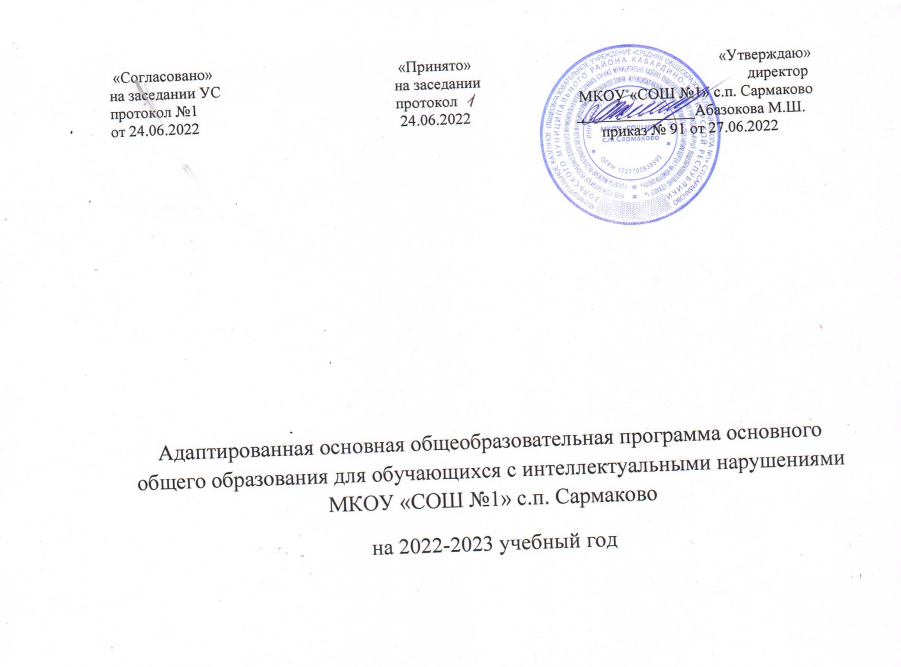 «Согласовано»
на заседании УС
протокол №1
от 24.06.2022
«Принято»
на заседании
протокол 1
24.06.2022
«Утверждаю»
директор
МКОУ «СОШ №1» с.п. Сармаково
Абазокова М.Ш.
приказ № 91 от 27.06.2022
с.п Сармаково
Адаптированная основная общеобразовательная программа основного
общего образования для обучающихся с интеллектуальными нарушениями
МКОУ «СОШ №1» с.п. Сармаково
на 2022-2023 учебный год